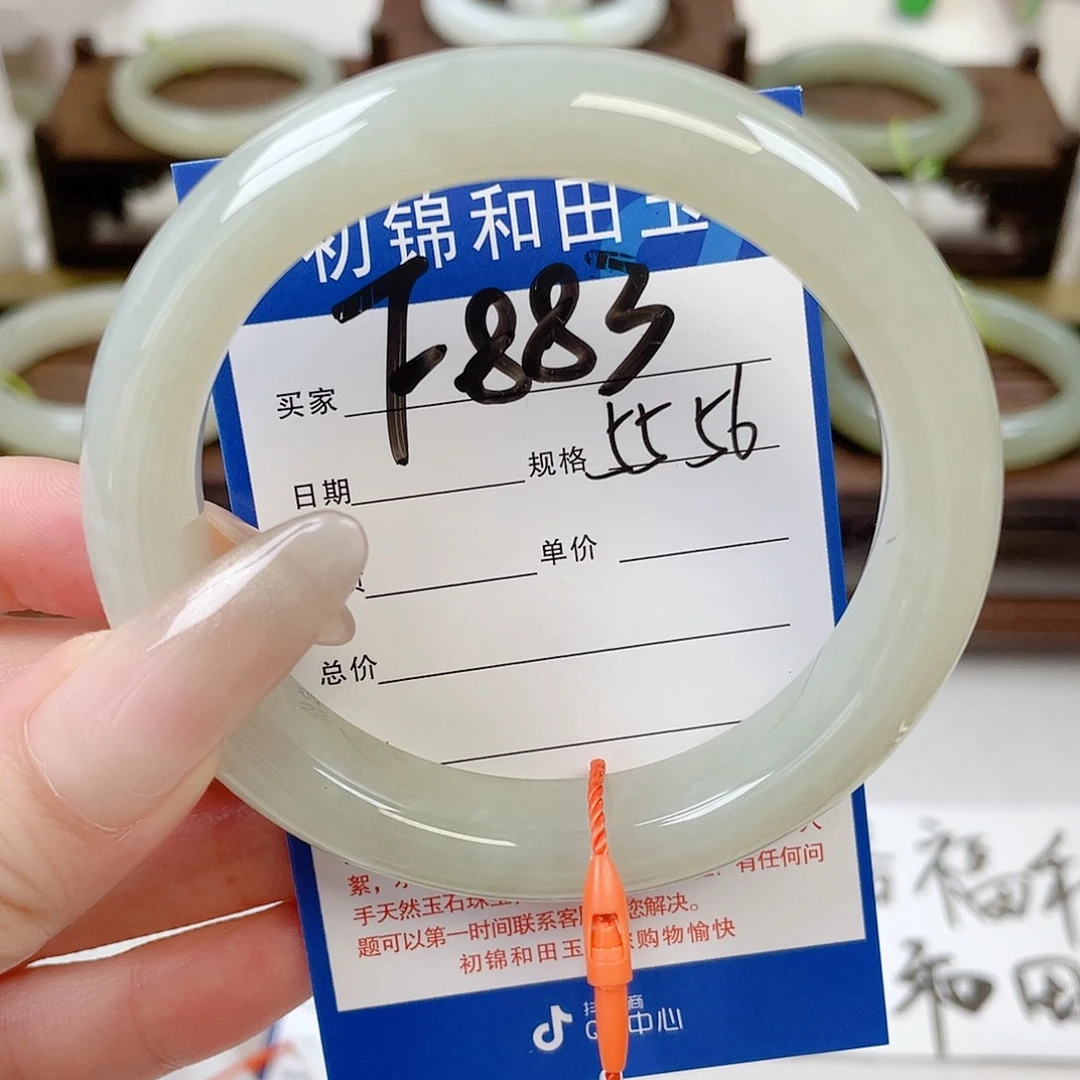 初锦和田玉
F-883
买家
日期 规格 55 56
单价
总价
有任何问
手天然玉石珠宝
题可以第一时间联系客 您解决。
初锦和田玉 购物愉快
中心
福
和田